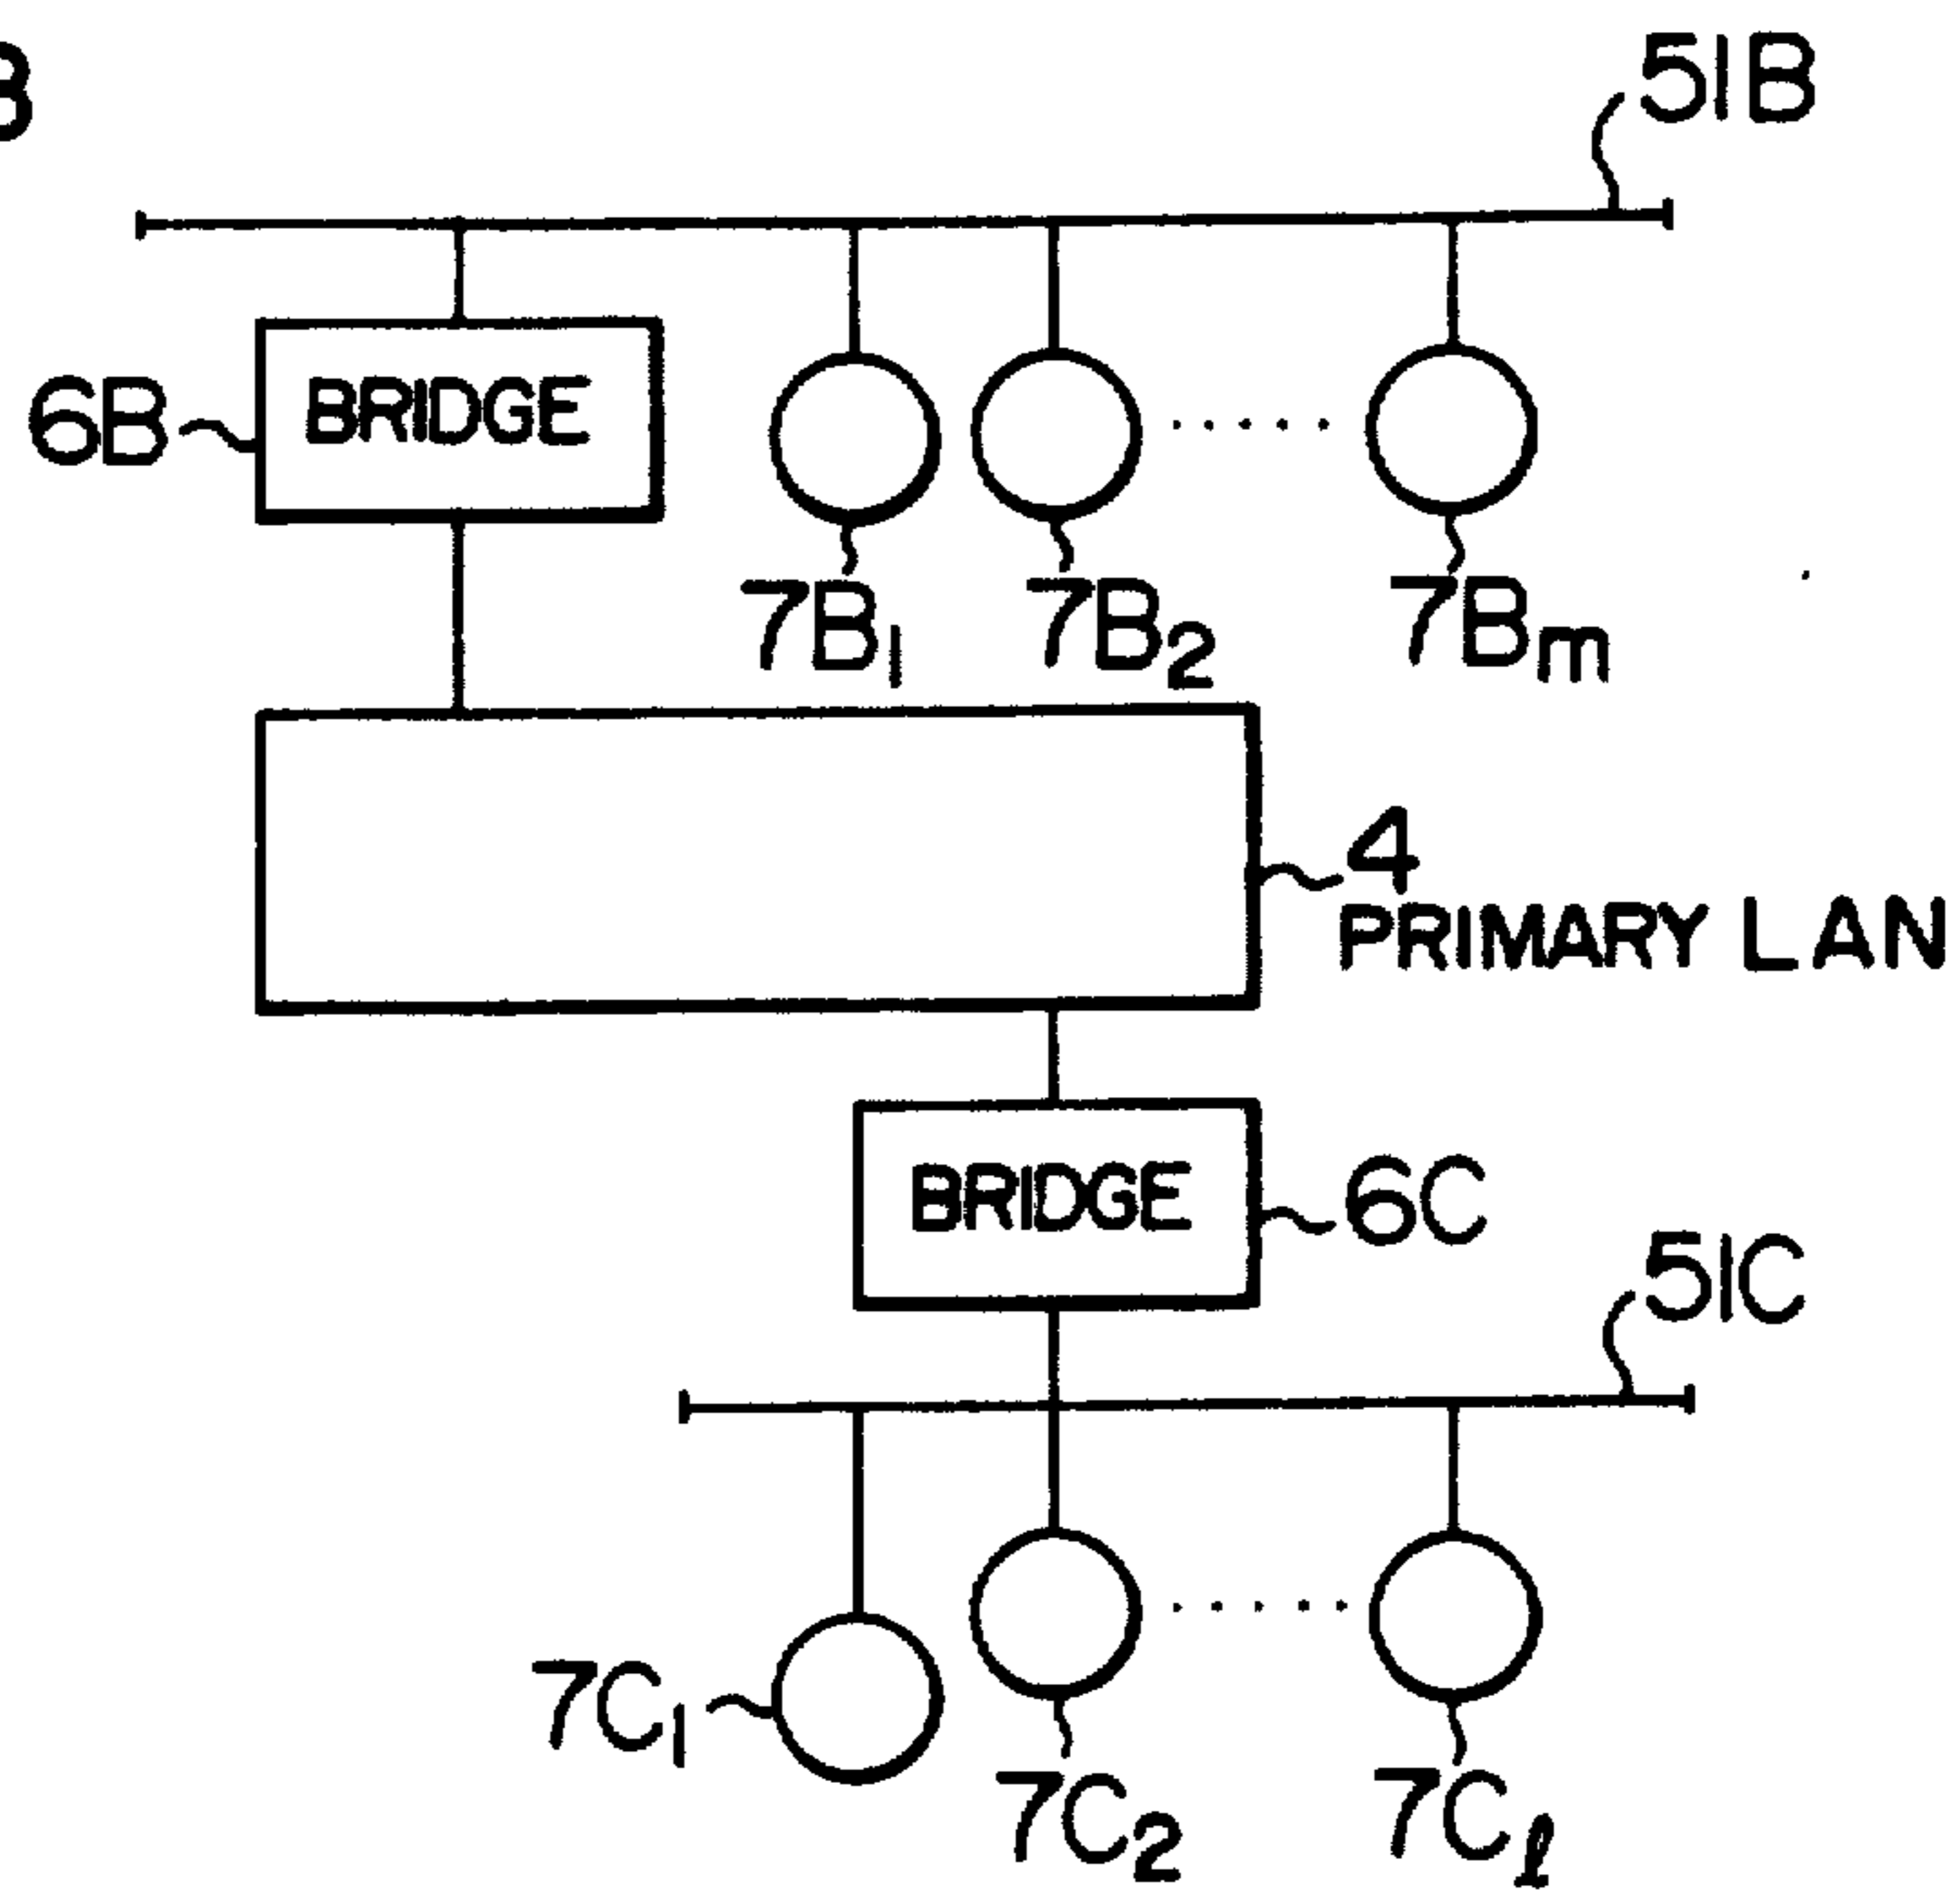 B
51B
6B
BRIDGE
7B1
7B2
7Bm
4
PRIMARY LAN
BRIDGE
6C
51C
7C1
7C2
7Cℓ